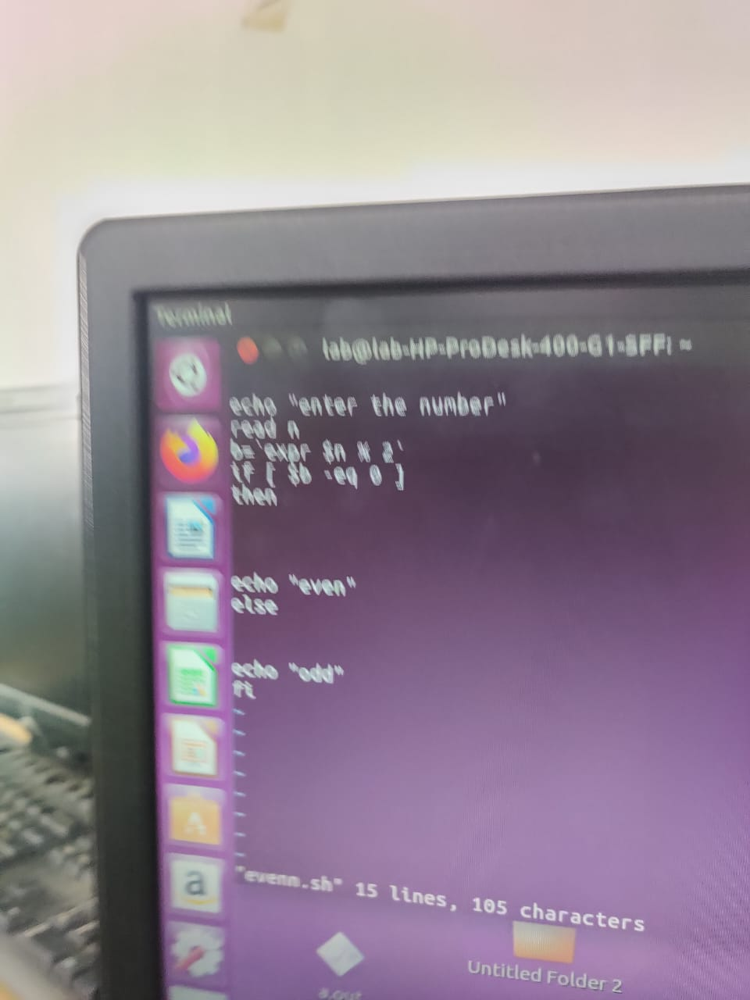 Terminal
lab@lab-HP-ProDesk-400-G1-SFF: ~
echo "enter the number"
read n
b=`expr $n % 2`
if [ $b -eq 0 ]
then
echo "even"
else
echo "odd"
fi
~
~
~
~
~
~
~
~
"evenn.sh" 15 lines, 105 characters
a
a.out
Untitled Folder 2